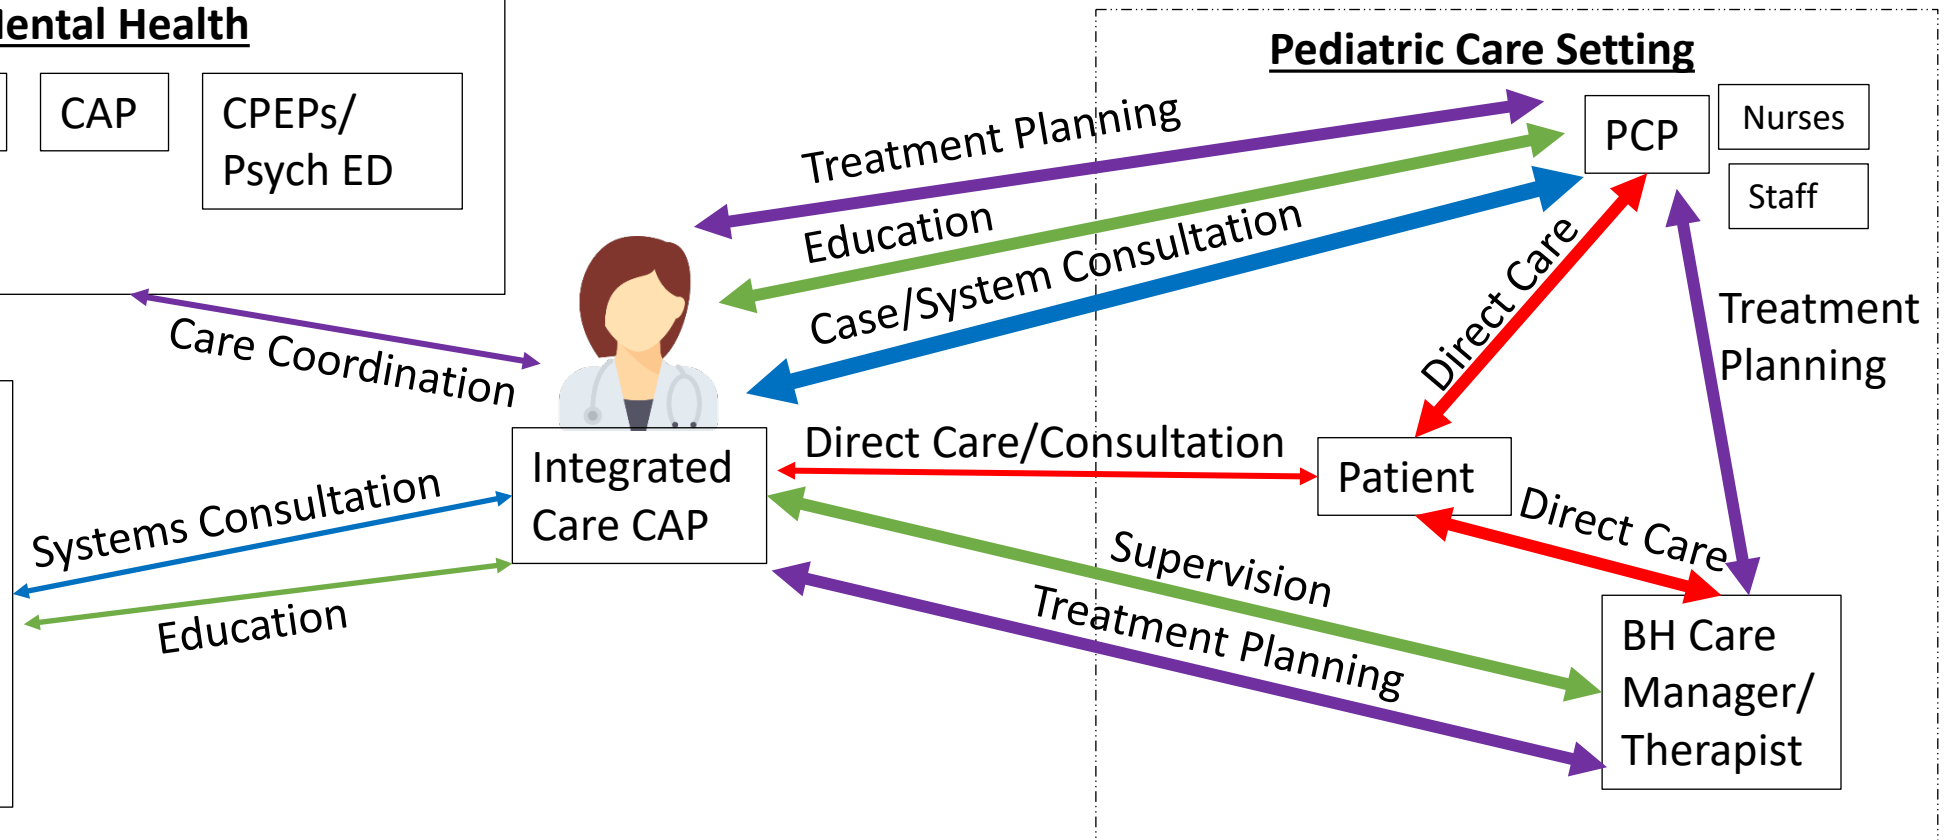 Mental Health
CAP
CPEPs/
Psych ED
Care Coordination
Systems Consultation
Education
Integrated
Care CAP
Treatment Planning
Education
Case/System Consultation
Direct Care/Consultation
Supervision
Treatment Planning
Pediatric Care Setting
PCP
Nurses
Staff
Direct Care
Treatment
Planning
Patient
Direct Care
BH Care
Manager/
Therapist